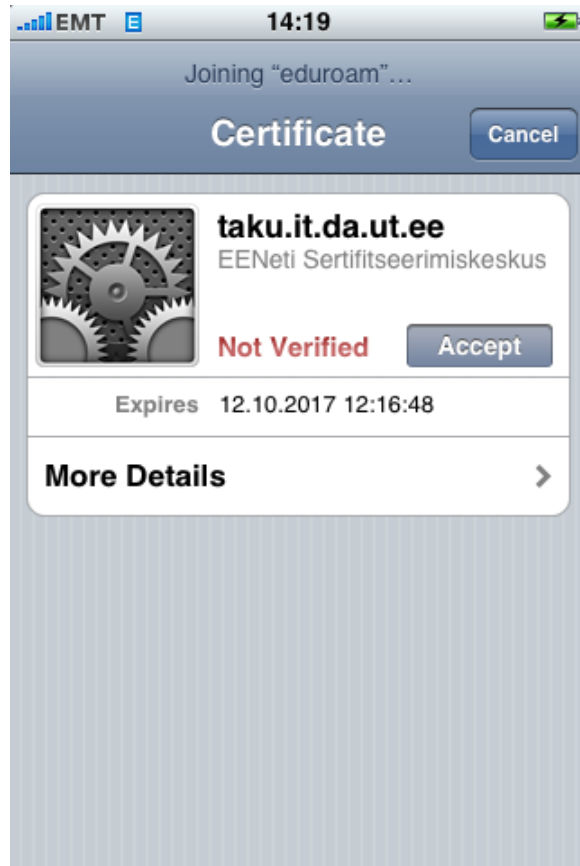 EMT E 14:19
Joining “eduroam”...
Certificate Cancel
taku.it.da.ut.ee
EENeti Sertifitseerimiskeskus
Not Verified Accept
Expires 12.10.2017 12:16:48
More Details